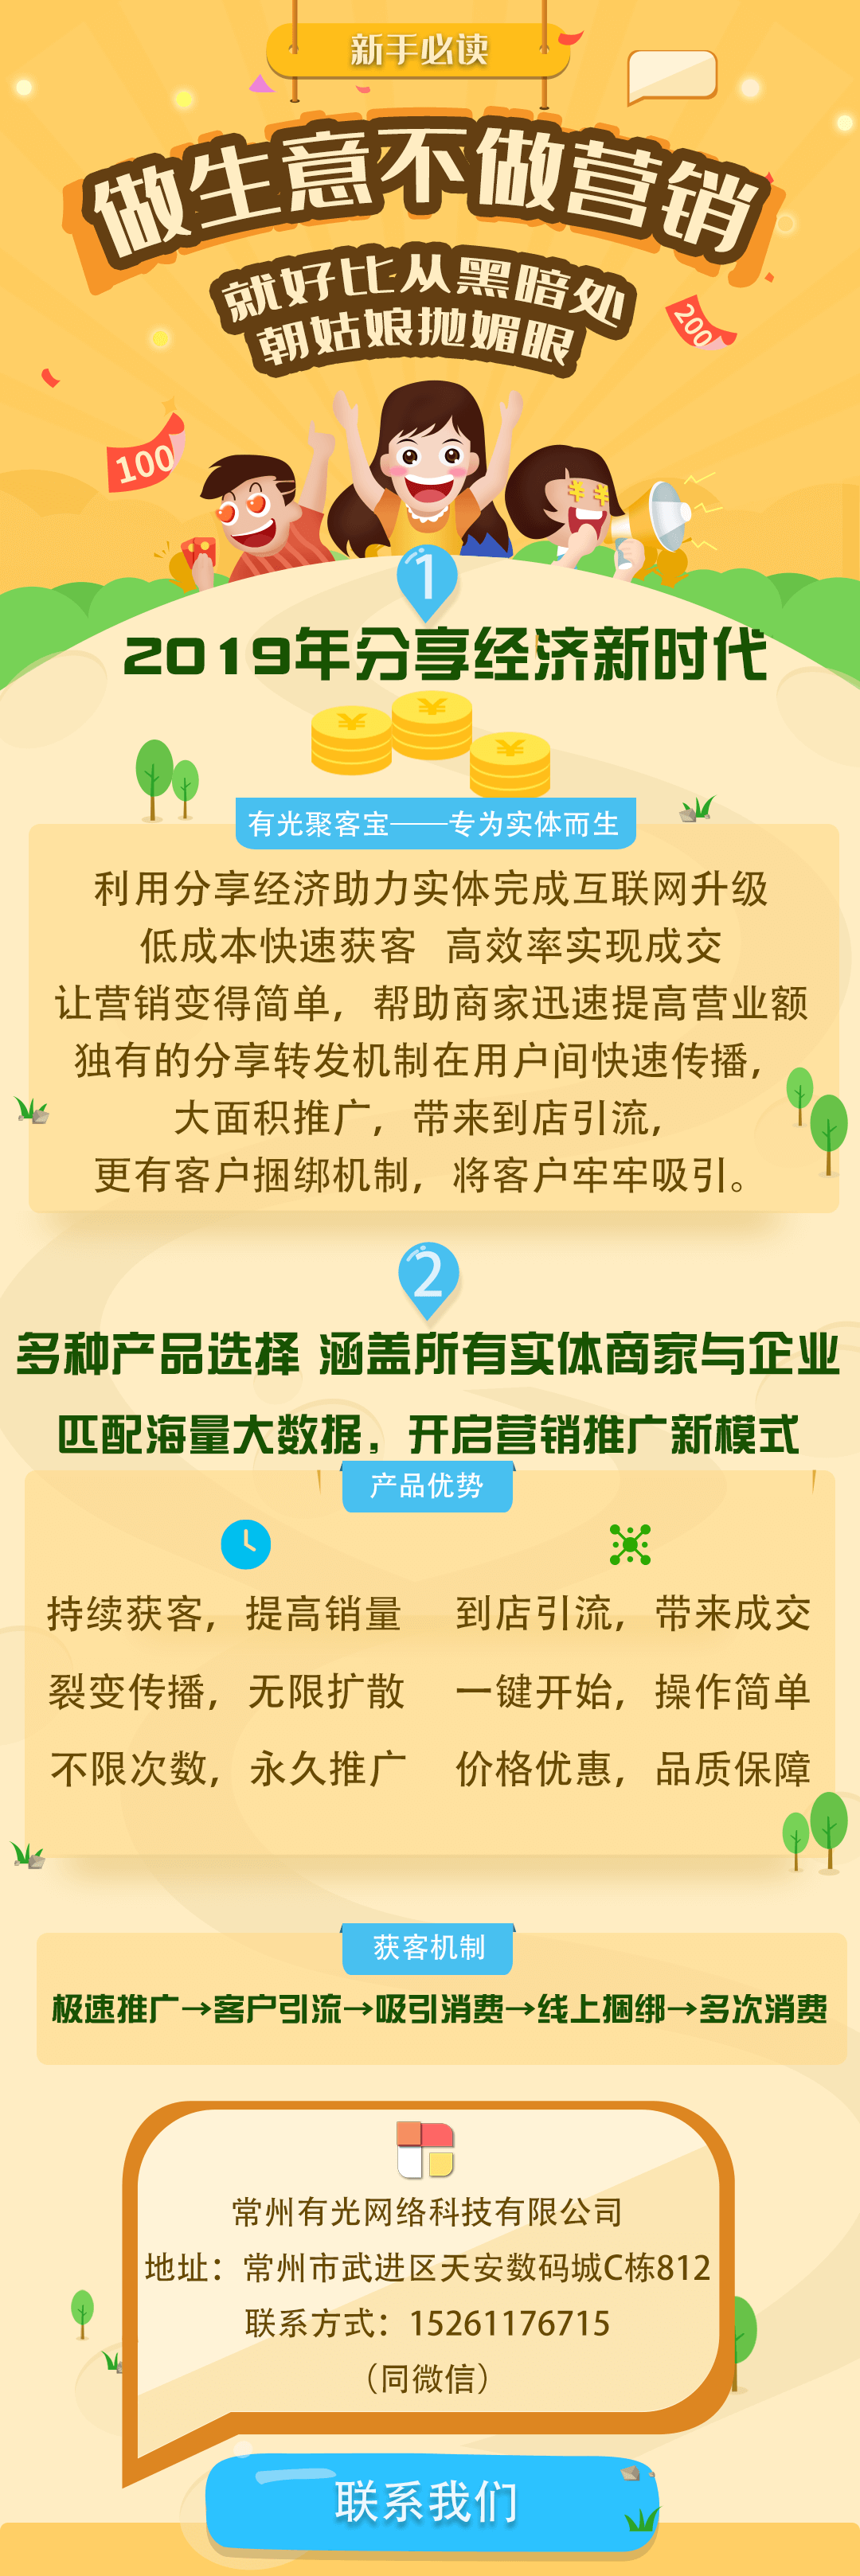 新手必读
做生意不做营销
就好比从黑暗处
朝姑娘抛媚眼
200
100
1
2019年分享经济新时代
有光聚客宝——专为实体而生
利用分享经济助力实体完成互联网升级
低成本快速获客 高效率实现成交
让营销变得简单，帮助商家迅速提高营业额
独有的分享转发机制在用户间快速传播，
大面积推广，带来到店引流，
更有客户捆绑机制，将客户牢牢吸引。
2
多种产品选择 涵盖所有实体商家与企业
匹配海量大数据，开启营销推广新模式
产品优势
持续获客，提高销量 到店引流，带来成交
裂变传播，无限扩散 一键开始，操作简单
不限次数，永久推广 价格优惠，品质保障
获客机制
极速推广→客户引流→吸引消费→线上捆绑→多次消费
常州有光网络科技有限公司
地址：常州市武进区天安数码城C栋812
联系方式：15261176715
（同微信）
联系我们